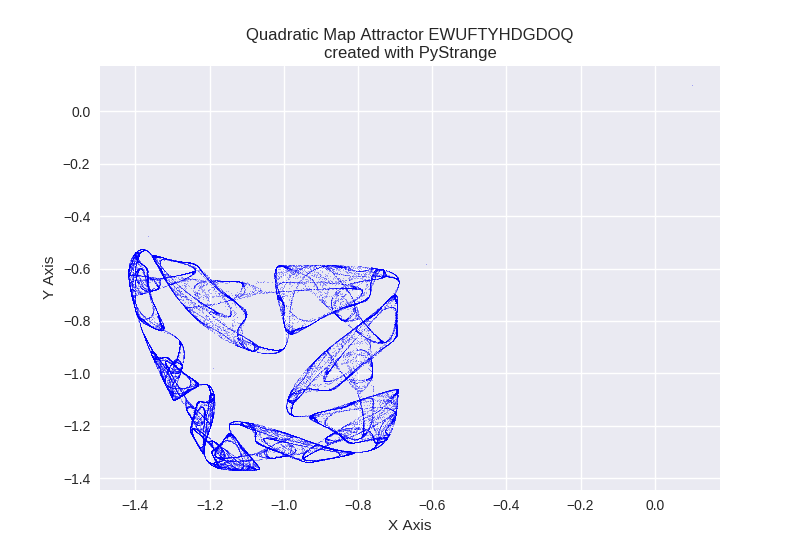 Quadratic Map Attractor EWUFTYHDGDOQ
created with PyStrange
0.0
−0.2
−0.4
−0.6
−0.8
−1.0
−1.2
−1.4
Y Axis
−1.4 −1.2 −1.0 −0.8 −0.6 −0.4 −0.2 0.0
X Axis